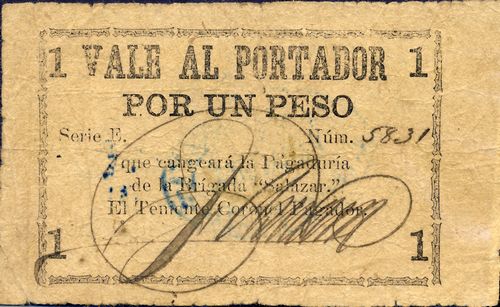 1 VALE AL PORTADOR 1
POR UN PESO
Serie E. Núm. 5831
que cangeará la Pagaduría
de la Brigada "Salazar."
El Teniente Coronel Pagador.
1 1